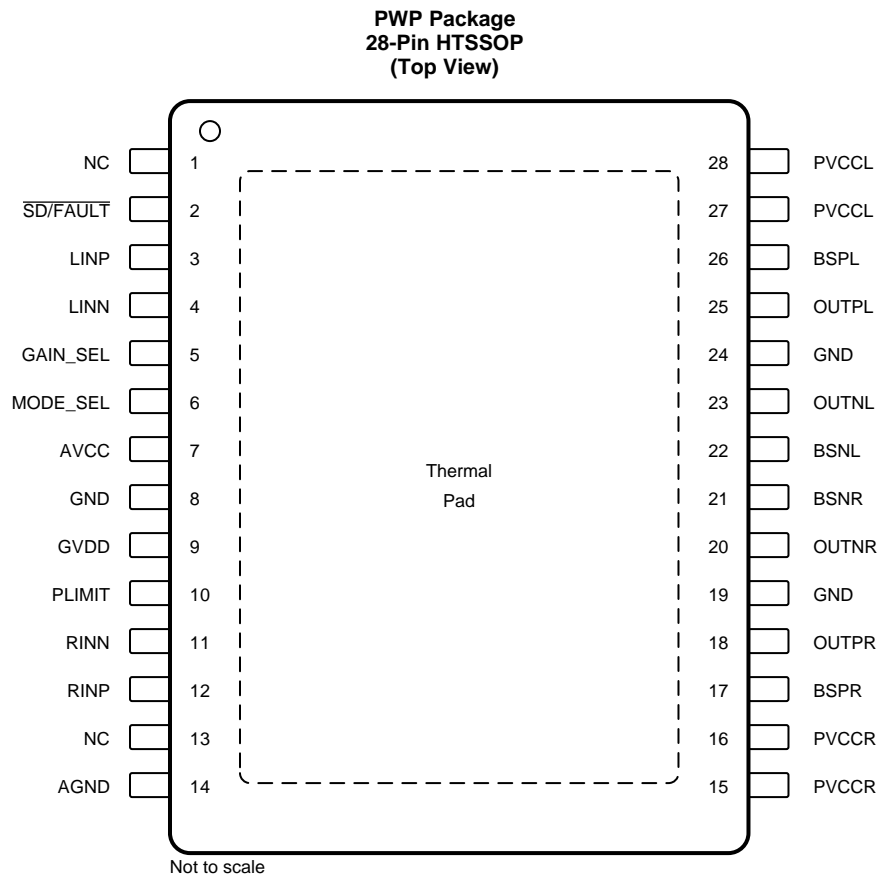 PWP Package
28-Pin HTSSOP
(Top View)
NC 1 28 PVCCL
SD/FAULT 2 27 PVCCL
LINP 3 26 BSPL
LINN 4 25 OUTPL
GAIN_SEL 5 24 GND
MODE_SEL 6 23 OUTNL
AVCC 7 22 BSNL
Thermal
Pad
GND 8 21 BSNR
GVDD 9 20 OUTNR
PLIMIT 10 19 GND
RINN 11 18 OUTPR
RINP 12 17 BSPR
NC 13 16 PVCCR
AGND 14 15 PVCCR
Not to scale